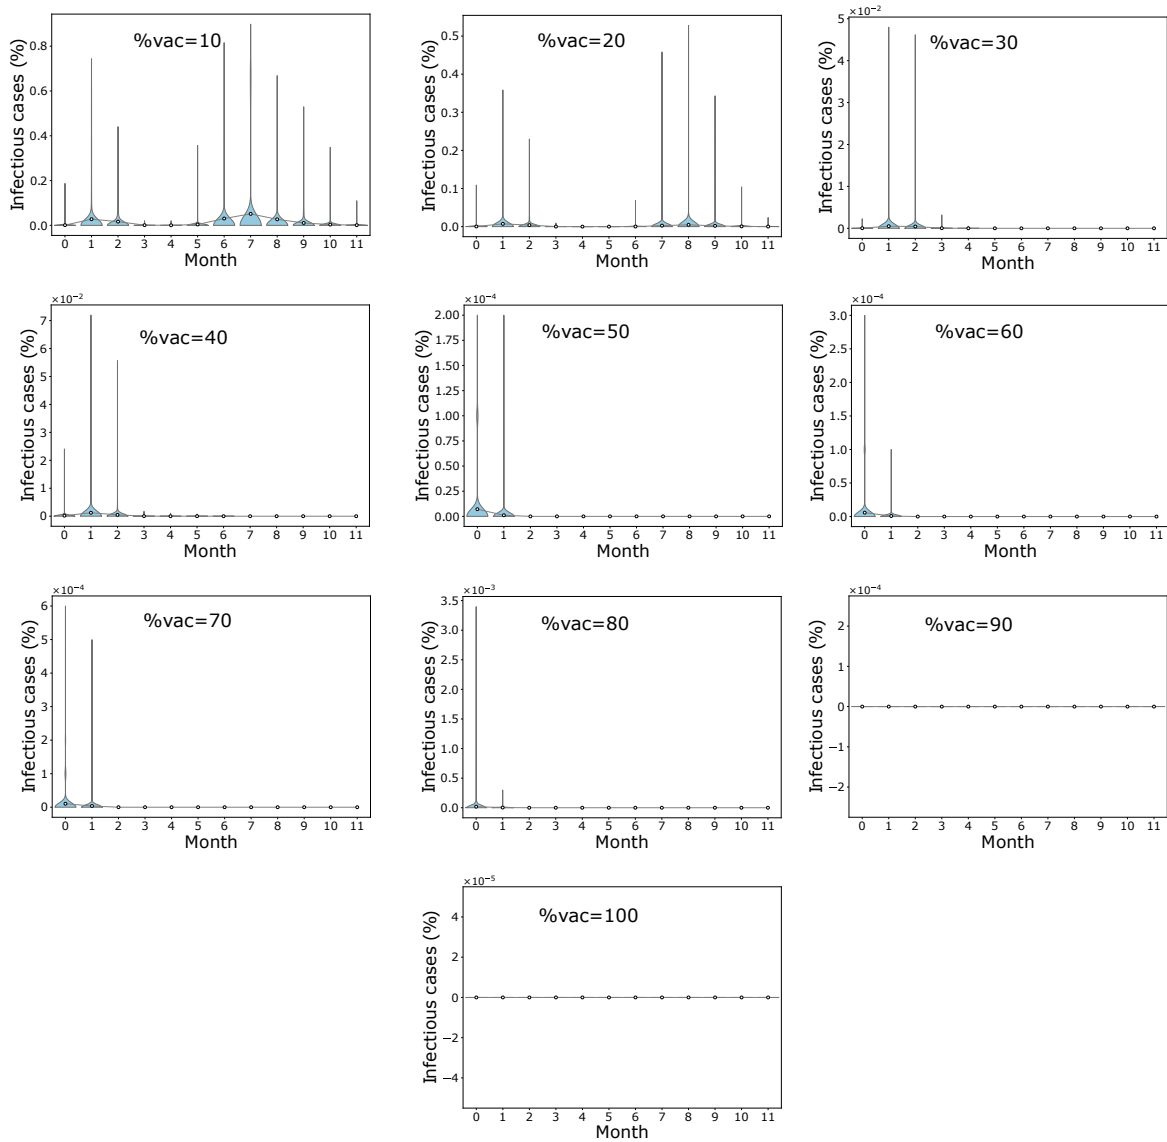 %vac=10
Infectious cases (%)
0.8
0.6
0.4
0.2
0.0
0 1 2 3 4 5 6 7 8 9 10 11
Month
%vac=20
Infectious cases (%)
0.5
0.4
0.3
0.2
0.1
0.0
0 1 2 3 4 5 6 7 8 9 10 11
Month
×10−2
%vac=30
Infectious cases (%)
5
4
3
2
1
0
0 1 2 3 4 5 6 7 8 9 10 11
Month
×10−2
%vac=40
Infectious cases (%)
7
6
5
4
3
2
1
0
0 1 2 3 4 5 6 7 8 9 10 11
Month
×10−4
%vac=50
Infectious cases (%)
2.00
1.75
1.50
1.25
1.00
0.75
0.50
0.25
0.00
0 1 2 3 4 5 6 7 8 9 10 11
Month
×10−4
%vac=60
Infectious cases (%)
3.0
2.5
2.0
1.5
1.0
0.5
0.0
0 1 2 3 4 5 6 7 8 9 10 11
Month
×10−4
%vac=70
Infectious cases (%)
6
5
4
3
2
1
0
0 1 2 3 4 5 6 7 8 9 10 11
Month
×10−3
%vac=80
Infectious cases (%)
3.5
3.0
2.5
2.0
1.5
1.0
0.5
0.0
0 1 2 3 4 5 6 7 8 9 10 11
Month
×10−4
%vac=90
Infectious cases (%)
2
1
0
−1
−2
0 1 2 3 4 5 6 7 8 9 10 11
Month
×10−5
%vac=100
Infectious cases (%)
4
2
0
−2
−4
0 1 2 3 4 5 6 7 8 9 10 11
Month